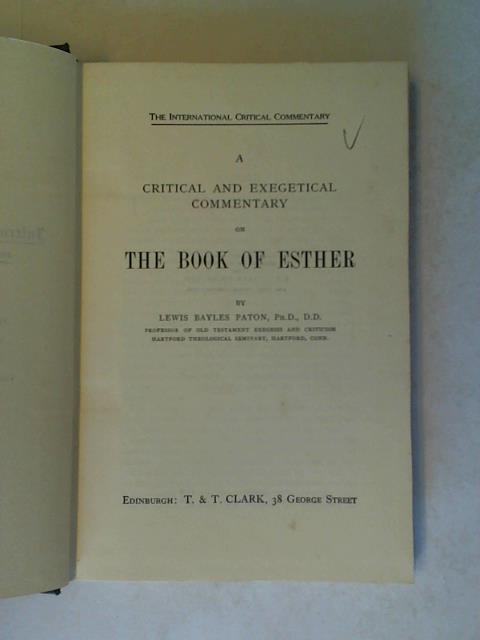 THE INTERNATIONAL CRITICAL COMMENTARY
A
CRITICAL AND EXEGETICAL
COMMENTARY
ON
THE BOOK OF ESTHER
BY
LEWIS BAYLES PATON, PH.D., D.D.
PROFESSOR OF OLD TESTAMENT EXEGESIS AND CRITICISM
HARTFORD THEOLOGICAL SEMINARY, HARTFORD, CONN.
EDINBURGH: T. & T. CLARK, 38 GEORGE STREET